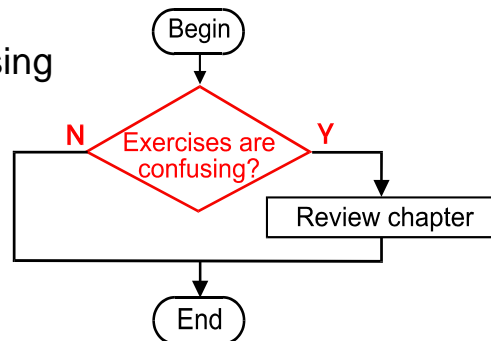 Begin
sing
N
Y
Exercises are
confusing?
Review chapter
End